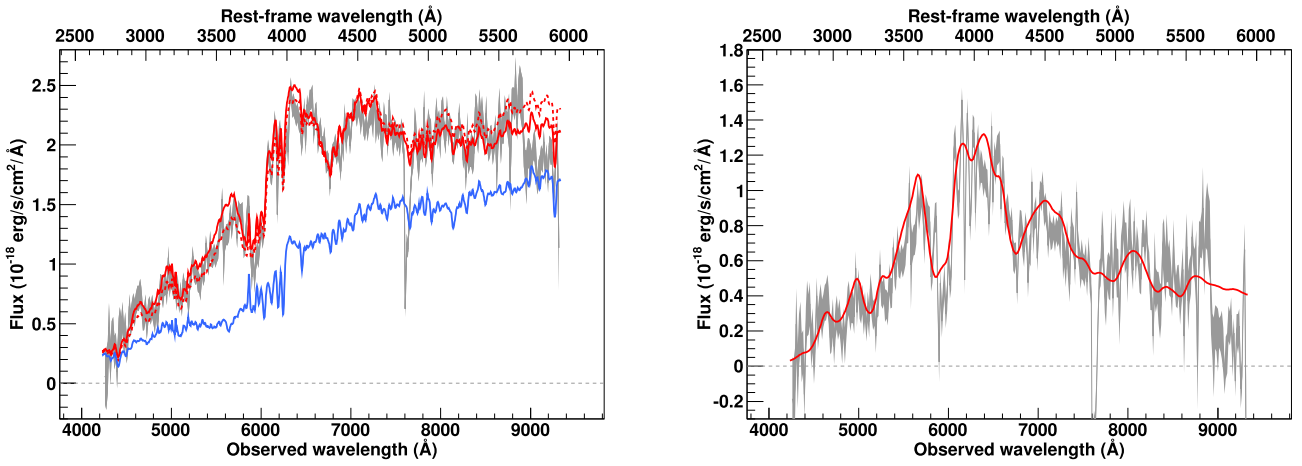 Rest-frame wavelength (Å)
2500 3000 3500 4000 4500 5000 5500 6000
Flux (10⁻¹⁸ erg/s/cm²/Å)
2.5
2
1.5
1
0.5
0
4000 5000 6000 7000 8000 9000
Observed wavelength (Å)
Rest-frame wavelength (Å)
2500 3000 3500 4000 4500 5000 5500 6000
Flux (10⁻¹⁸ erg/s/cm²/Å)
1.8
1.6
1.4
1.2
1
0.8
0.6
0.4
0.2
0
-0.2
4000 5000 6000 7000 8000 9000
Observed wavelength (Å)